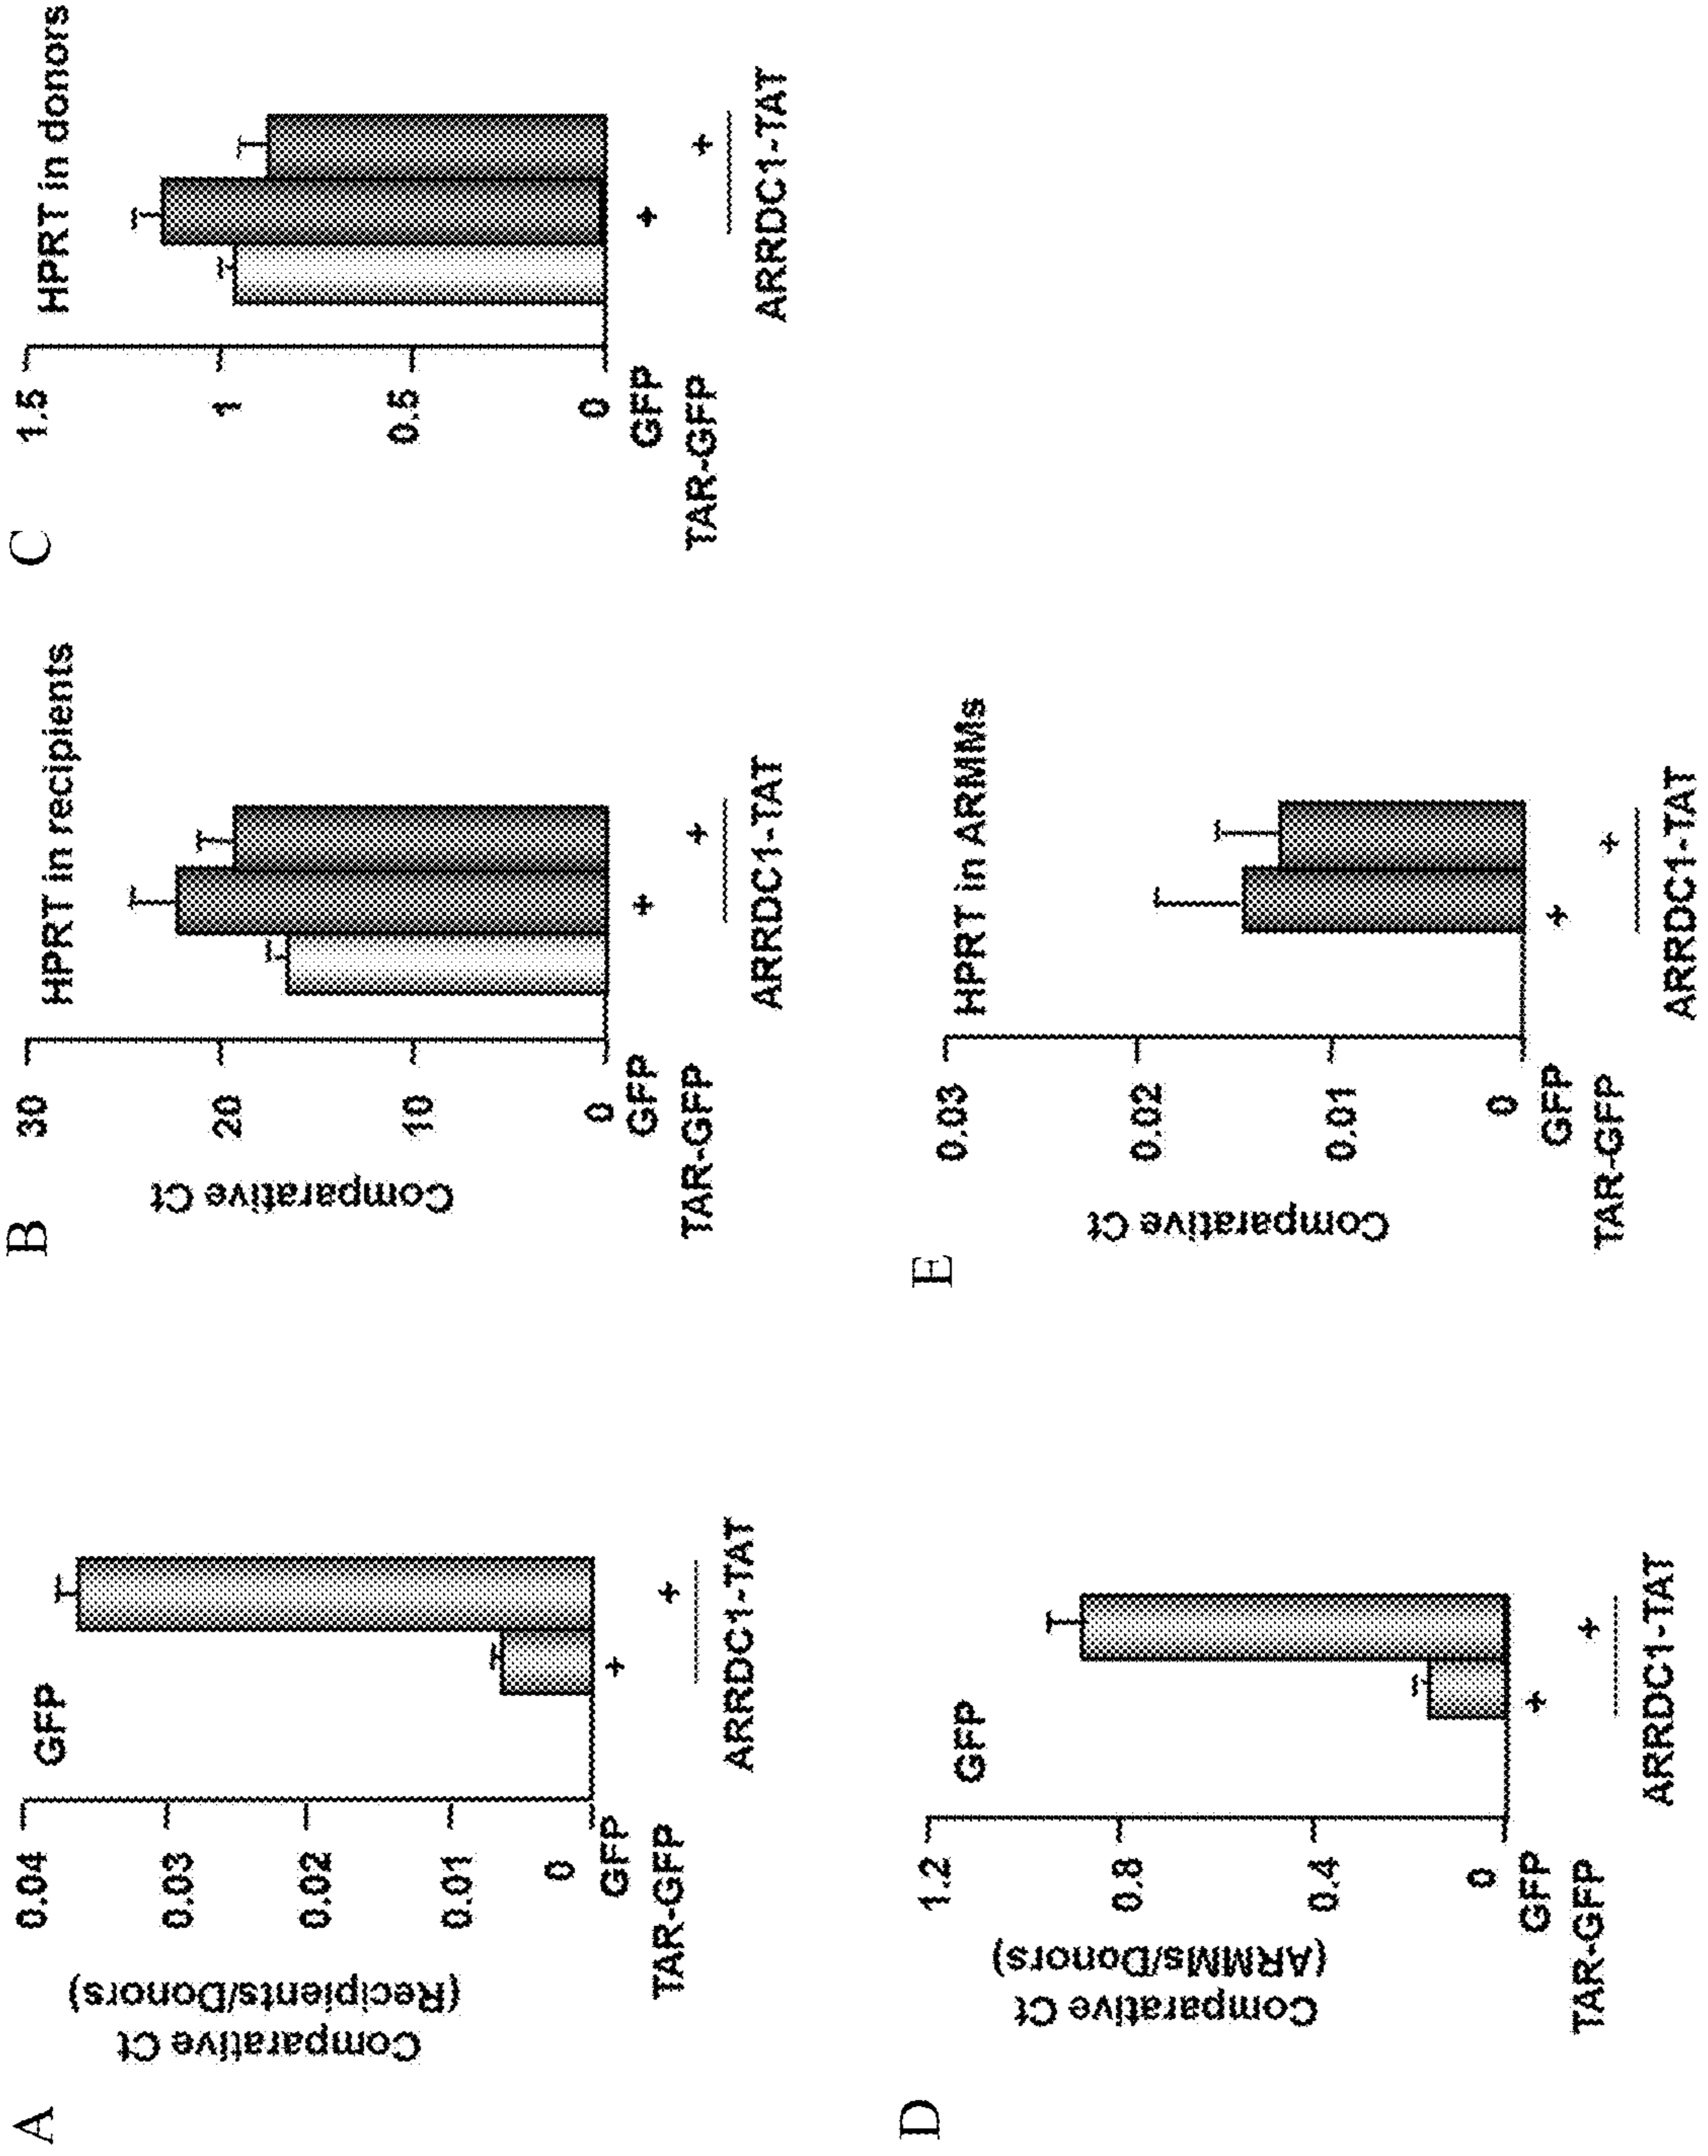 A
GFP
Comparative Ct
(Recipients/Donors)
0.04
0.03
0.02
0.01
0
GFP +
TAR-GFP +
ARRDC1-TAT
B
HPRT in recipients
Comparative Ct
30
20
10
0
GFP +
TAR-GFP +
ARRDC1-TAT
C
HPRT in donors
1.5
1
0.5
0
GFP +
TAR-GFP +
ARRDC1-TAT
D
GFP
Comparative Ct
(ARMMs/Donors)
1.2
0.8
0.4
0
GFP +
TAR-GFP +
ARRDC1-TAT
E
HPRT in ARMMs
Comparative Ct
0.03
0.02
0.01
0
GFP +
TAR-GFP +
ARRDC1-TAT